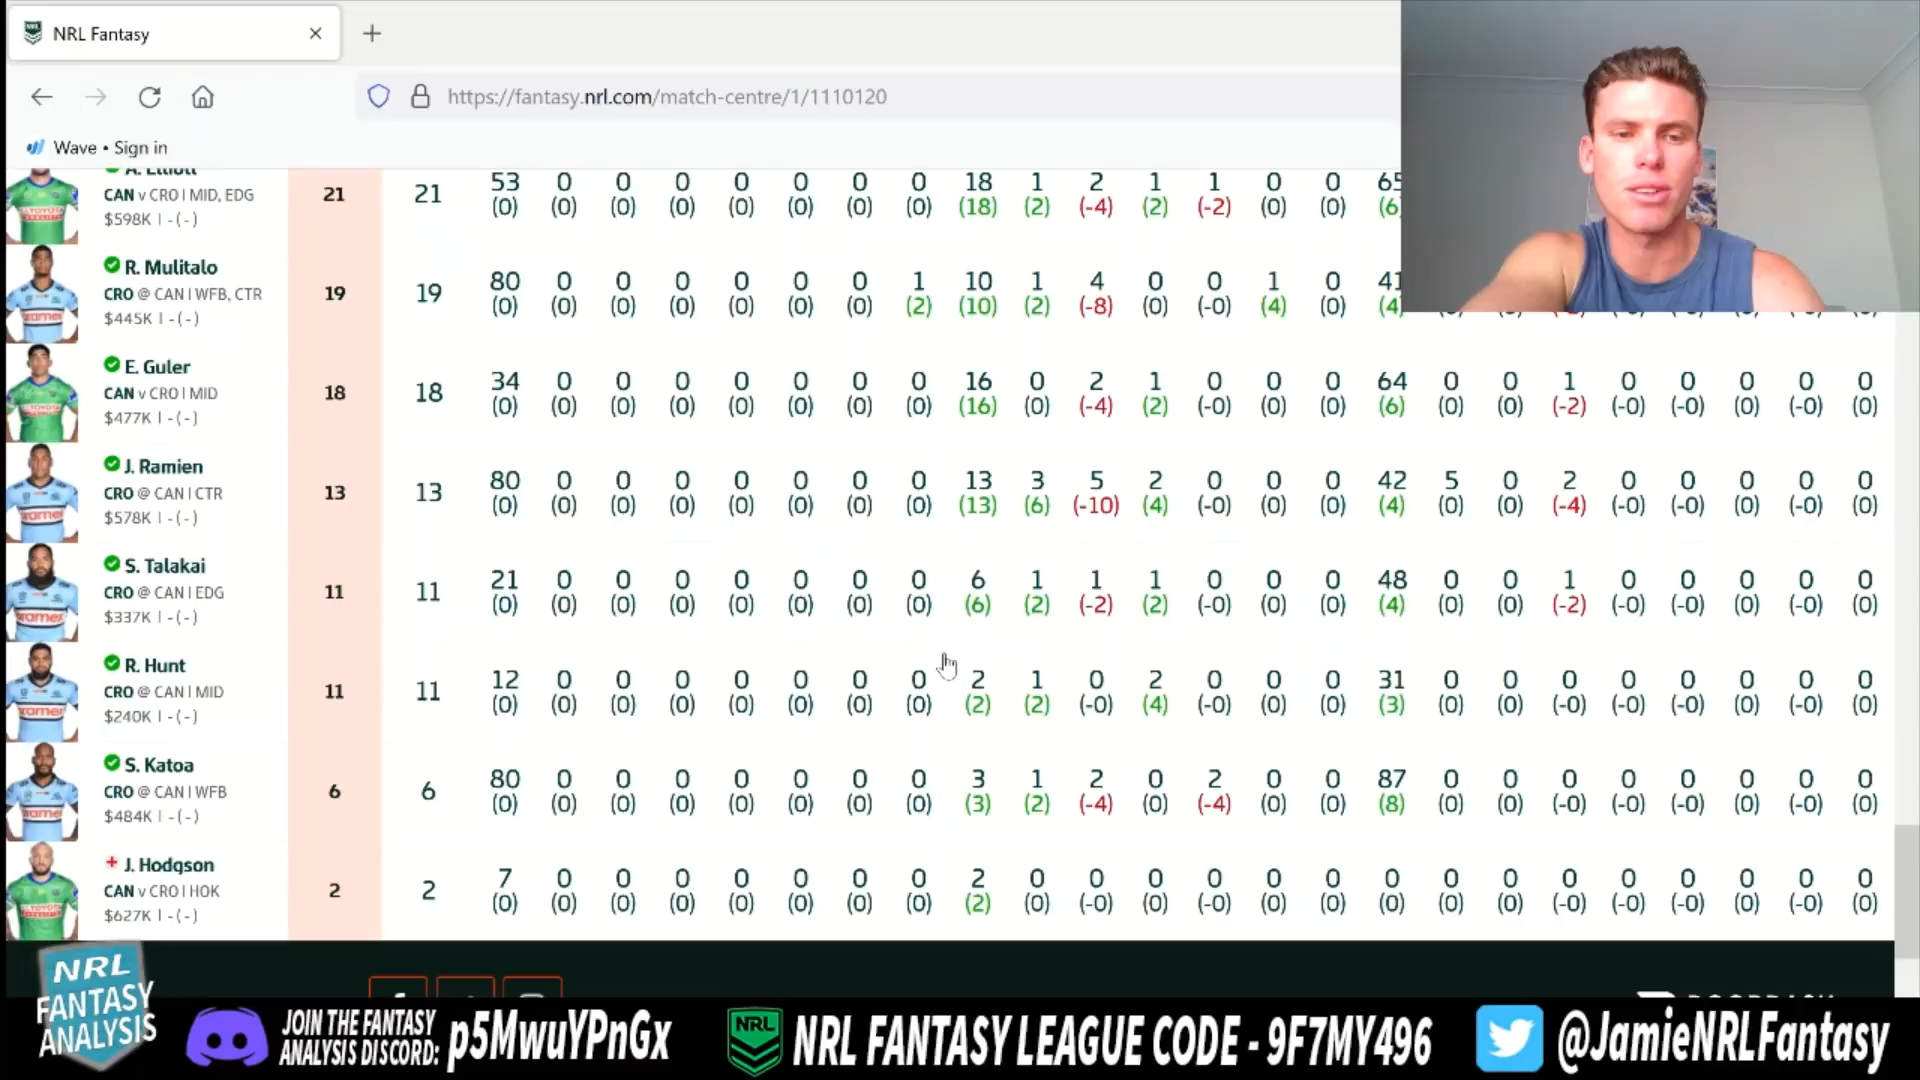 NRL Fantasy
https://fantasy.nrl.com/match-centre/1/1110120
Wave • Sign in
A. Elliott
CAN v CRO | MID, EDG
$598K | -(-)
21 21 53 0 0 0 0 0 0 0 18 1 2 1 1 0 0 65
(0) (0) (0) (0) (0) (0) (0) (0) (18) (2) (-4) (2) (-2) (0) (0) (6
R. Mulitalo
CRO @ CAN | WFB, CTR
$445K | -(-)
19 19 80 0 0 0 0 0 0 1 10 1 4 0 0 1 0 41
(0) (0) (0) (0) (0) (0) (0) (2) (10) (2) (-8) (0) (-0) (4) (0) (4
E. Guler
CAN v CRO | MID
$477K | -(-)
18 18 34 0 0 0 0 0 0 0 16 0 2 1 0 0 0 64 0 0 1 0 0 0 0 0
(0) (0) (0) (0) (0) (0) (0) (0) (16) (0) (-4) (2) (-0) (0) (0) (6) (0) (0) (-2) (-0) (-0) (0) (-0) (0)
J. Ramien
CRO @ CAN | CTR
$578K | -(-)
13 13 80 0 0 0 0 0 0 0 13 3 5 2 0 0 0 42 5 0 2 0 0 0 0 0
(0) (0) (0) (0) (0) (0) (0) (0) (13) (6) (-10) (4) (-0) (0) (0) (4) (0) (0) (-4) (-0) (-0) (0) (-0) (0)
S. Talakai
CRO @ CAN | EDG
$337K | -(-)
11 11 21 0 0 0 0 0 0 0 6 1 1 1 0 0 0 48 0 0 1 0 0 0 0 0
(0) (0) (0) (0) (0) (0) (0) (0) (6) (2) (-2) (2) (-0) (0) (0) (4) (0) (0) (-2) (-0) (-0) (0) (-0) (0)
R. Hunt
CRO @ CAN | MID
$240K | -(-)
11 11 12 0 0 0 0 0 0 0 2 1 0 2 0 0 0 31 0 0 0 0 0 0 0 0
(0) (0) (0) (0) (0) (0) (0) (0) (2) (2) (-0) (4) (-0) (0) (0) (3) (0) (0) (-0) (-0) (-0) (0) (-0) (0)
S. Katoa
CRO @ CAN | WFB
$484K | -(-)
6 6 80 0 0 0 0 0 0 0 3 1 2 0 2 0 0 87 0 0 0 0 0 0 0 0
(0) (0) (0) (0) (0) (0) (0) (0) (3) (2) (-4) (0) (-4) (0) (0) (8) (0) (0) (-0) (-0) (-0) (0) (-0) (0)
J. Hodgson
CAN v CRO | HOK
$627K | -(-)
2 2 7 0 0 0 0 0 0 0 2 0 0 0 0 0 0 0 0 0 0 0 0 0 0 0
(0) (0) (0) (0) (0) (0) (0) (0) (2) (0) (-0) (0) (-0) (0) (0) (0) (0) (0) (-0) (-0) (-0) (0) (-0) (0)
NRL
FANTASY
ANALYSIS
JOIN THE FANTASY
ANALYSIS DISCORD: p5MwuYPnGx
NRL
NRL FANTASY LEAGUE CODE - 9F7MY496
@JamieNRLFantasy